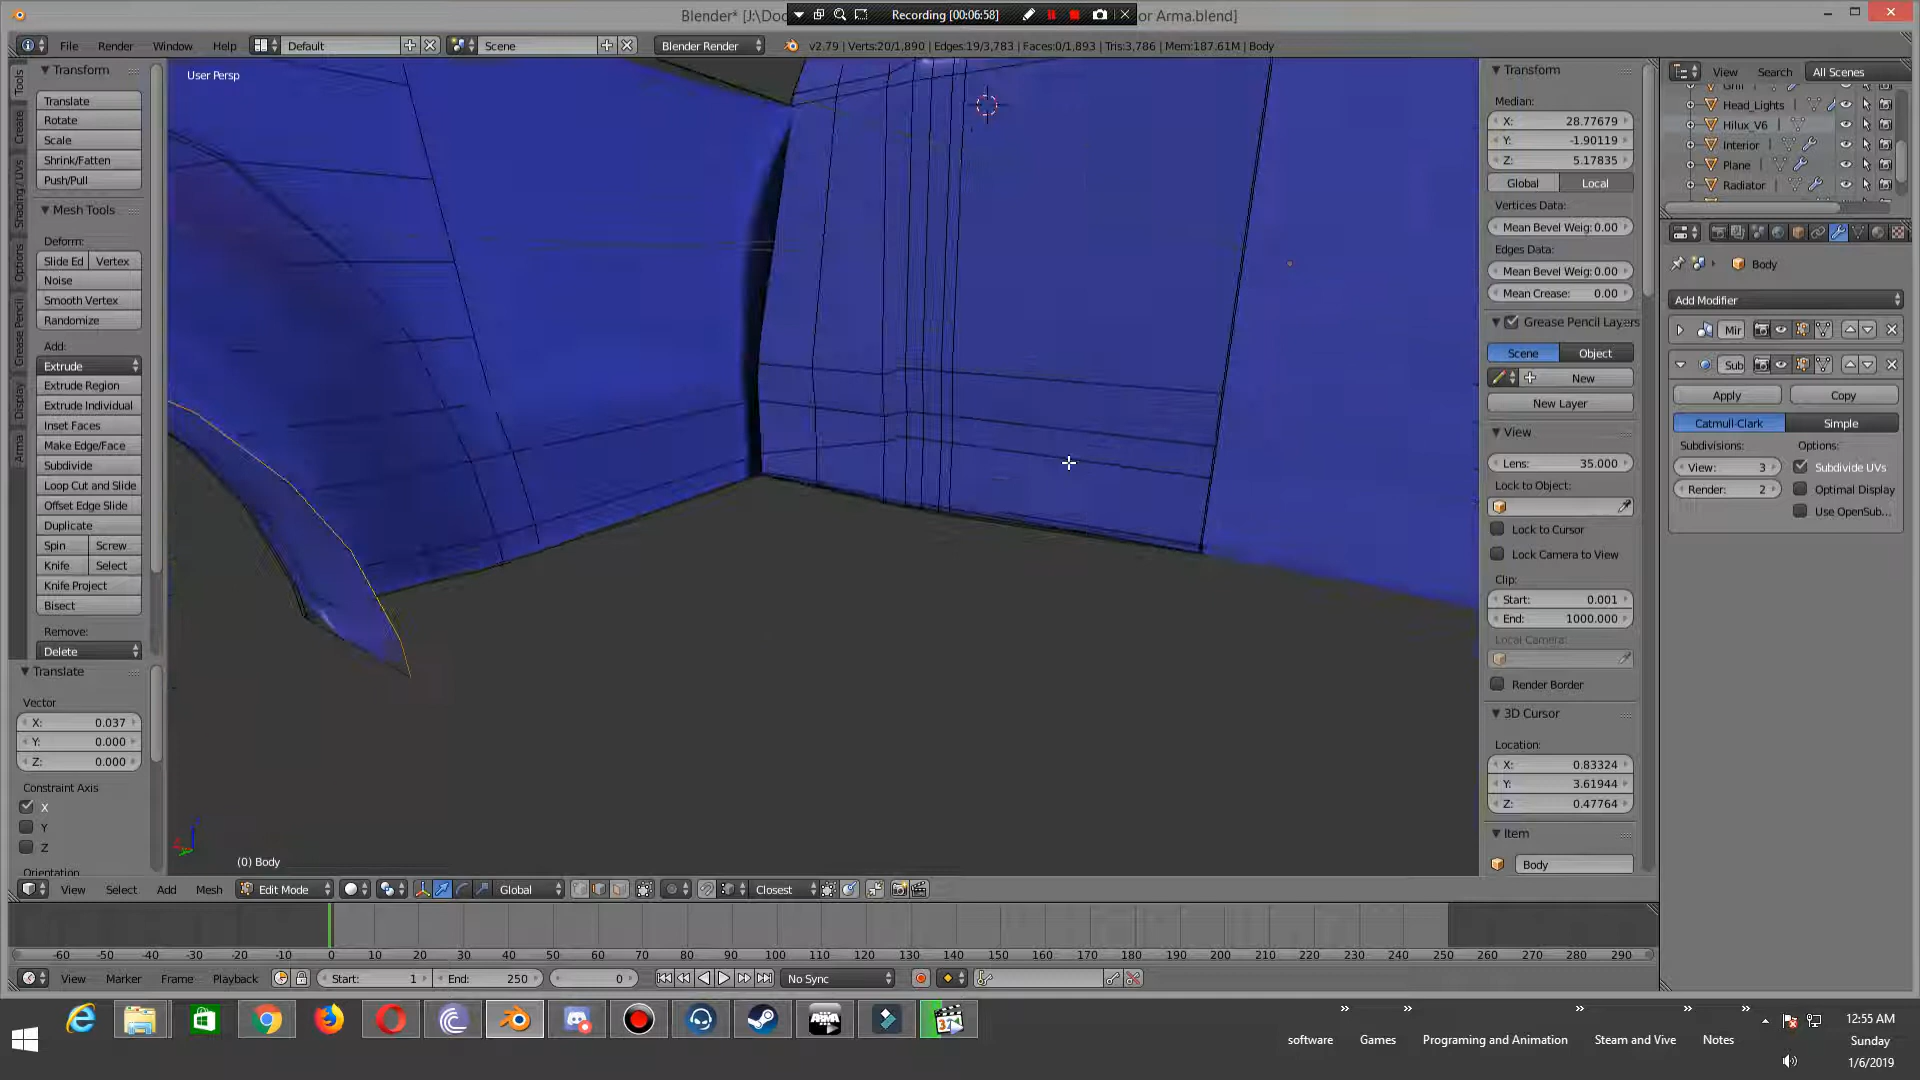 Blender* [J:\Doc
Recording [00:06:58]
or Arma.blend]
File Render Window Help
Default
Scene
Blender Render
v2.79 | Verts:20/1,890 | Edges:19/3,783 | Faces:0/1,893 | Tris:3,786 | Mem:187.61M | Body
Tools
Create
Shading / UVs
Options
Grease Pencil
Display
Arma
Transform
Translate
Rotate
Scale
Shrink/Fatten
Push/Pull
Mesh Tools
Deform:
Slide Ed Vertex
Noise
Smooth Vertex
Randomize
Add:
Extrude
Extrude Region
Extrude Individual
Inset Faces
Make Edge/Face
Subdivide
Loop Cut and Slide
Offset Edge Slide
Duplicate
Spin Screw
Knife Select
Knife Project
Bisect
Remove:
Delete
Translate
Vector
X: 0.037
Y: 0.000
Z: 0.000
Constraint Axis
X
Y
Z
Orientation
User Persp
(0) Body
Transform
Median:
X: 28.77679
Y: -1.90119
Z: 5.17835
Global Local
Vertices Data:
Mean Bevel Weig: 0.00
Edges Data:
Mean Bevel Weig: 0.00
Mean Crease: 0.00
Grease Pencil Layers
Scene Object
New
New Layer
View
Lens: 35.000
Lock to Object:
Lock to Cursor
Lock Camera to View
Clip:
Start: 0.001
End: 1000.000
Local Camera:
Render Border
3D Cursor
Location:
X: 0.83324
Y: 3.61944
Z: 0.47764
Item
Body
View Search All Scenes
Grill
Head_Lights
Hilux_V6
Interior
Plane
Radiator
Body
Add Modifier
Mir
Sub
Apply Copy
Catmull-Clark Simple
Subdivisions: Options:
View: 3 Subdivide UVs
Render: 2 Optimal Display
Use OpenSub...
View Select Add Mesh Edit Mode Global Closest
-60 -50 -40 -30 -20 -10 0 10 20 30 40 50 60 70 80 90 100 110 120 130 140 150 160 170 180 190 200 210 220 230 240 250 260 270 280 290
View Marker Frame Playback Start: 1 End: 250 0 No Sync
ARMA
37
software Games Programing and Animation Steam and Vive Notes
12:55 AM
Sunday
1/6/2019